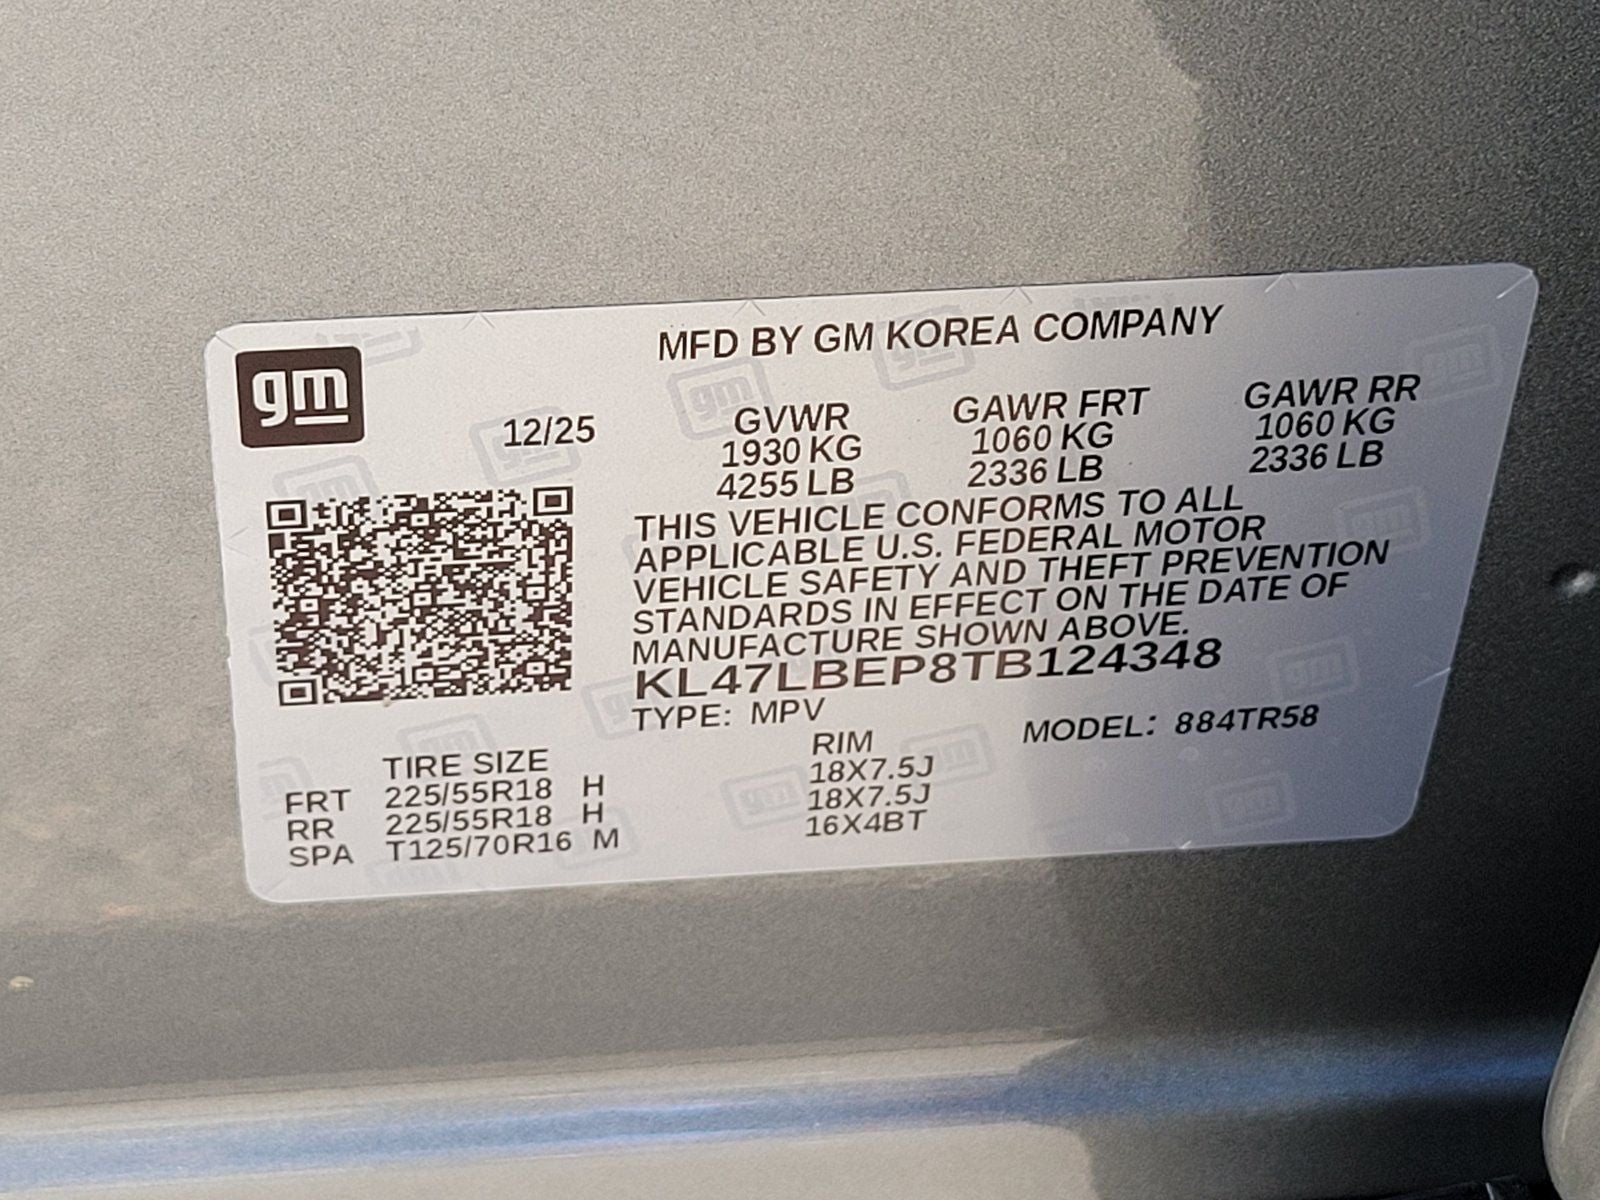 MFD BY GM KOREA COMPANY
gm
12/25 GVWR GAWR FRT GAWR RR
1930 KG 1060 KG 1060 KG
4255 LB 2336 LB 2336 LB
THIS VEHICLE CONFORMS TO ALL
APPLICABLE U.S. FEDERAL MOTOR
VEHICLE SAFETY AND THEFT PREVENTION
STANDARDS IN EFFECT ON THE DATE OF
MANUFACTURE SHOWN ABOVE.
KL47LBEP8TB124348
TYPE: MPV MODEL: 884TR58
TIRE SIZE RIM
FRT 225/55R18 H 18X7.5J
RR 225/55R18 H 18X7.5J
SPA T125/70R16 M 16X4BT